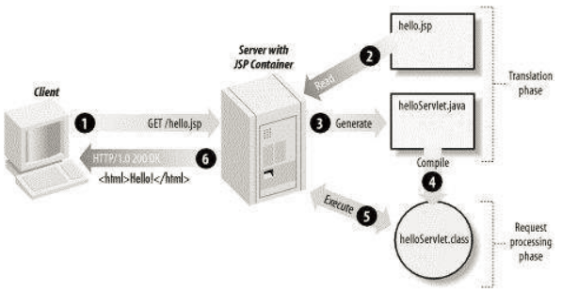 hello.jsp
Server with
JSP Container
2
Read
Translation
phase
Client
1
GET /hello.jsp
3
Generate
helloServlet.java
HTTP/1.0 200 OK
6
<html>Hello!</html>
Compile
4
Execute
5
helloServlet.class
Request
processing
phase